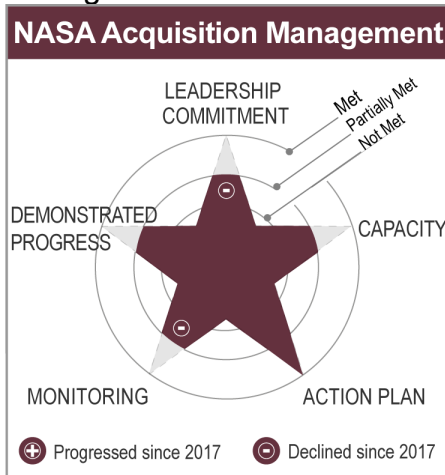 NASA Acquisition Management
LEADERSHIP
COMMITMENT
Met
Partially Met
Not Met
DEMONSTRATED
PROGRESS
CAPACITY
MONITORING
ACTION PLAN
Progressed since 2017
Declined since 2017